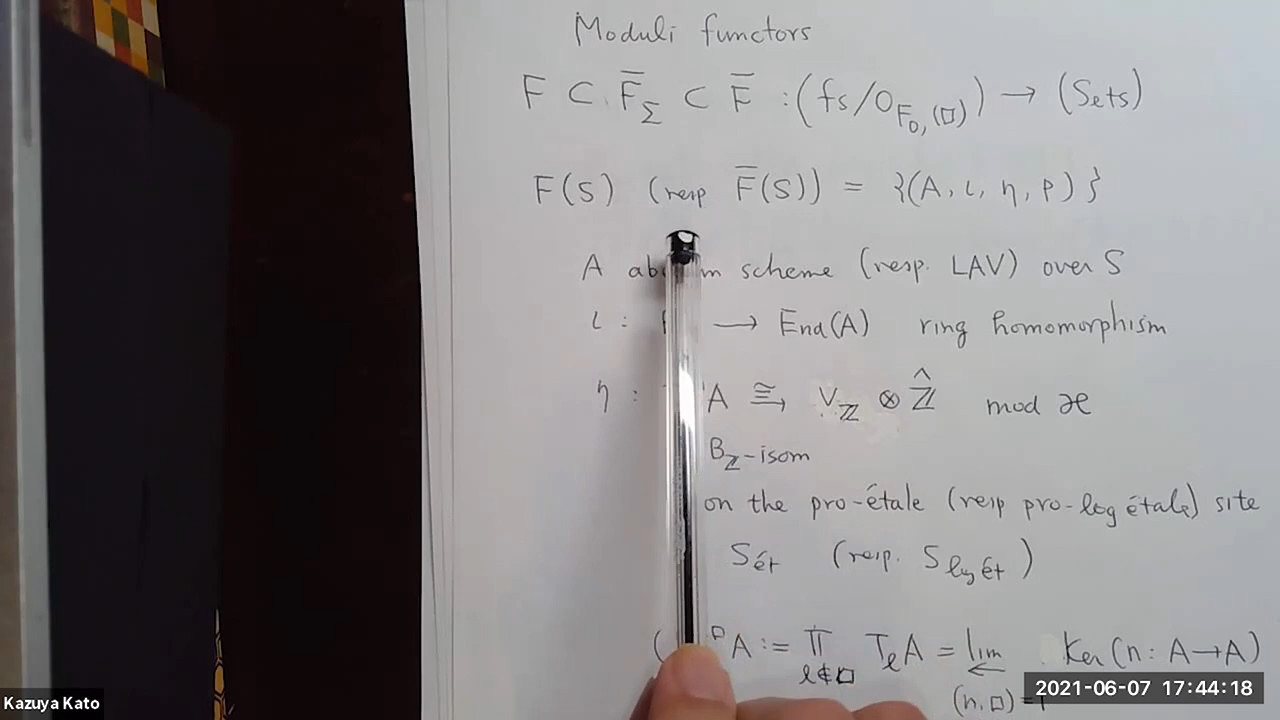 Moduli functors
F ⊂ F̄_Σ ⊂ F̄ : (fs/O_{F_0,(□)}) → (Sets)
F(S) (resp F̄(S)) = {(A, ι, η, p)}
A scheme (resp. LAV) over S
ι : → End(A) ring homomorphism
η : A ≅→ V_ℤ ⊗ ℤ̂ mod ϰ
B_ℤ-isom
on the pro-étale (resp pro-log étale) site
S_ét (resp. S_log ét)
( □A := Π_{ℓ∉□} T_ℓA = lim← Ker(n: A→A)
(n, □) =
2021-06-07 17:44:18
Kazuya Kato